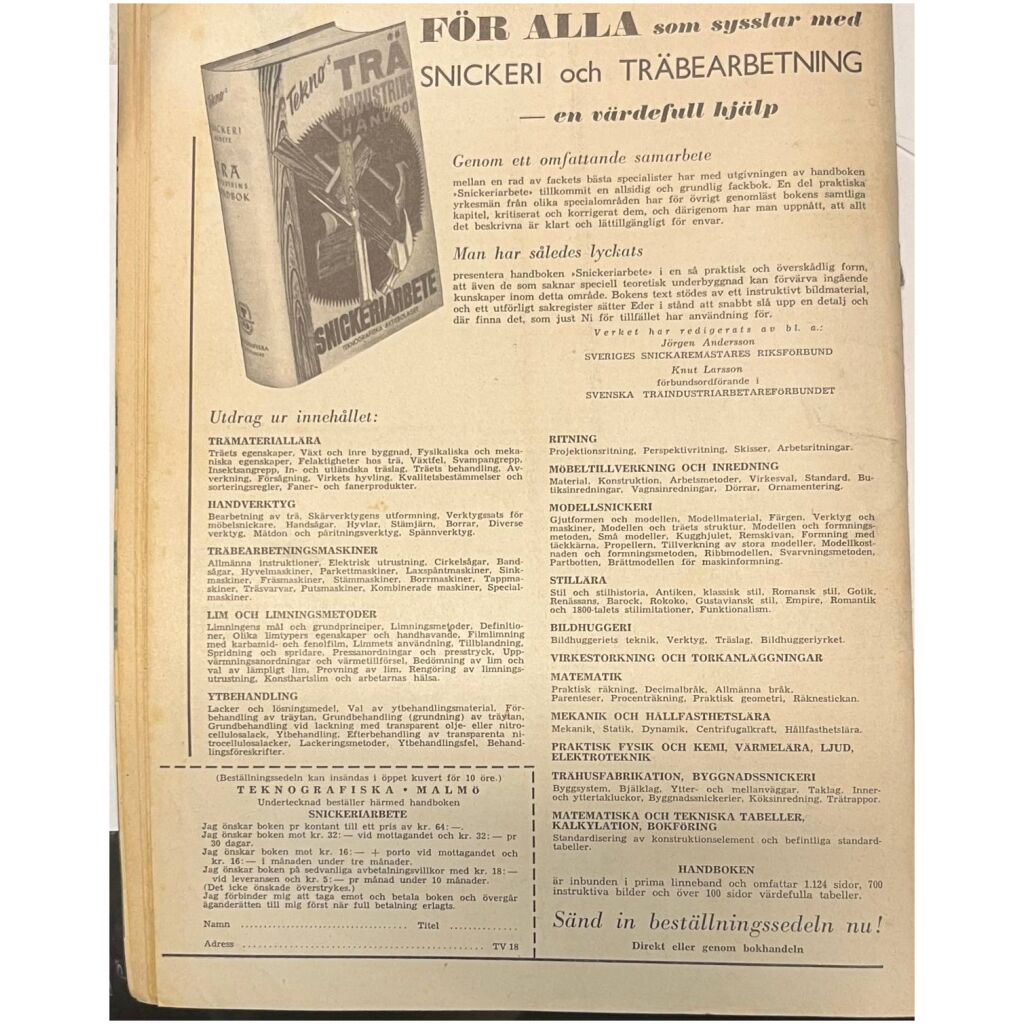 FÖR ALLA som sysslar med
SNICKERI och TRÄBEARBETNING
— en värdefull hjälp
Tekno's
TRÄ
INDUSTRINS
HANDBOK
SNICKERIARBETE
TEKNOGRAFISKA AKTIEBOLAGET
Genom ett omfattande samarbete
mellan en rad av fackets bästa specialister har med utgivningen av handboken
»Snickeriarbete» tillkommit en allsidig och grundlig fackbok. En del praktiska
yrkesmän från olika specialområden har för övrigt genomläst bokens samtliga
kapitel, kritiserat och korrigerat dem, och därigenom har man uppnått, att allt
det beskrivna är klart och lättillgängligt för envar.
Man har således lyckats
presentera handboken »Snickeriarbete» i en så praktisk och överskådlig form,
att även de som saknar speciell teoretisk underbyggnad kan förvärva ingående
kunskaper inom detta område. Bokens text stödes av ett instruktivt bildmaterial,
och ett utförligt sakregister sätter Eder i stånd att snabbt slå upp en detalj och
där finna det, som just Ni för tillfället har användning för.
Verket har redigerats av bl. a.:
Jörgen Andersson
SVERIGES SNICKAREMÄSTARES RIKSFÖRBUND
Knut Larsson
förbundsordförande i
SVENSKA TRÄINDUSTRIARBETAREFÖRBUNDET
Utdrag ur innehållet:
TRÄMATERIALLÄRA
Träets egenskaper, Växt och inre byggnad, Fysikaliska och meka-
niska egenskaper, Felaktigheter hos trä, Växtfel, Svampangrepp,
Insektsangrepp, In- och utländska träslag. Träets behandling, Av-
verkning, Försågning. Virkets hyvling, Kvalitetsbestämmelser och
sorteringsregler, Faner- och fanerprodukter.
HANDVERKTYG
Bearbetning av trä, Skärverktygens utformning, Verktygssats för
möbelsnickare, Handsågar, Hyvlar, Stämjärn, Borrar, Diverse
verktyg, Mätdon och påritningsverktyg, Spännverktyg.
TRÄBEARBETNINGSMASKINER
Allmänna instruktioner, Elektrisk utrustning, Cirkelsågar, Band-
sågar, Hyvelmaskiner, Parkettmaskiner, Laxspåntmaskiner, Sink-
maskiner, Fräsmaskiner, Stämmaskiner, Borrmaskiner, Tappma-
skiner, Träsvarvar, Putsmaskiner, Kombinerade maskiner, Special-
maskiner.
LIM OCH LIMNINGSMETODER
Limningens mål och grundprinciper, Limningsmetoder, Definitio-
ner, Olika limtypers egenskaper och handhavande, Filmlimning
med karbamid- och fenolfilm, Limmets användning, Tillblandning,
Spridning och spridare. Pressanordningar och presstryck, Upp-
värmningsanordningar och värmetillförsel, Bedömning av lim och
val av lämpligt lim, Provning av lim, Rengöring av limnings-
utrustning, Konsthartslim och arbetarnas hälsa.
YTBEHANDLING
Lacker och lösningsmedel, Val av ytbehandlingsmaterial, För-
behandling av träytan, Grundbehandling (grundning) av träytan,
Grundbehandling vid lackning med transparent olje- eller nitro-
cellulosalack, Ytbehandling, Efterbehandling av transparenta ni-
trocellulosalacker, Lackeringsmetoder, Ytbehandlingsfel, Behand-
lingsföreskrifter.
RITNING
Projektionsritning, Perspektivritning, Skisser, Arbetsritningar.
MÖBELTILLVERKNING OCH INREDNING
Material, Konstruktion, Arbetsmetoder, Virkesval, Standard, Bu-
tiksinredningar, Vagnsinredningar, Dörrar, Ornamentering.
MODELLSNICKERI
Gjutformen och modellen, Modellmaterial, Färgen, Verktyg och
maskiner, Modellen och träets struktur, Modellen och formnings-
metoden, Små modeller, Kugghjulet, Remskivan, Formning med
täckkärna, Propellern, Tillverkning av stora modeller, Modellkost-
naden och formningsmetoden, Ribbmodellen, Svarvningsmetoden,
Partbotten, Brättmodellen för maskinformning.
STILLÄRA
Stil och stilhistoria, Antiken, klassisk stil, Romansk stil, Gotik,
Renässans, Barock, Rokoko, Gustaviansk stil, Empire, Romantik
och 1800-talets stilimitationer, Funktionalism.
BILDHUGGERI
Bildhuggeriets teknik, Verktyg, Träslag, Bildhuggeriyrket.
VIRKESTORKNING OCH TORKANLÄGGNINGAR
MATEMATIK
Praktisk räkning, Decimalbråk, Allmänna bråk,
Parenteser, Procenträkning, Praktisk geometri, Räknestickan.
MEKANIK OCH HÅLLFASTHETSLÄRA
Mekanik, Statik, Dynamik, Centrifugalkraft, Hållfasthetslära.
PRAKTISK FYSIK OCH KEMI, VÄRMELÄRA, LJUD,
ELEKTROTEKNIK
TRÄHUSFABRIKATION, BYGGNADSSNICKERI
Byggsystem, Bjälklag, Ytter- och mellanväggar, Taklag, Inner-
och yttertakluckor, Byggnadssnickerier, Köksinredning, Trätrappor.
MATEMATISKA OCH TEKNISKA TABELLER,
KALKYLATION, BOKFÖRING
Standardisering av konstruktionselement och befintliga standard-
tabeller.
HANDBOKEN
är inbunden i prima linneband och omfattar 1.124 sidor, 700
instruktiva bilder och över 100 sidor värdefulla tabeller.
Sänd in beställningssedeln nu!
Direkt eller genom bokhandeln
(Beställningssedeln kan insändas i öppet kuvert för 10 öre.)
TEKNOGRAFISKA • MALMÖ
Undertecknad beställer härmed handboken
SNICKERIARBETE
Jag önskar boken pr kontant till ett pris av kr. 64:—.
Jag önskar boken mot kr. 32:— vid mottagandet och kr. 32:— pr
30 dagar.
Jag önskar boken mot kr. 16:— + porto vid mottagandet och
kr. 16:— i månaden under tre månader.
Jag önskar boken på sedvanliga avbetalningsvillkor med kr. 18:—
vid leveransen och kr. 5:— pr månad under 10 månader.
(Det icke önskade överstrykes.)
Jag förbinder mig att taga emot och betala boken och övergår
äganderätten till mig först när full betalning erlagts.
Namn ........................................ Titel ..............
Adress ........................................................ TV 18